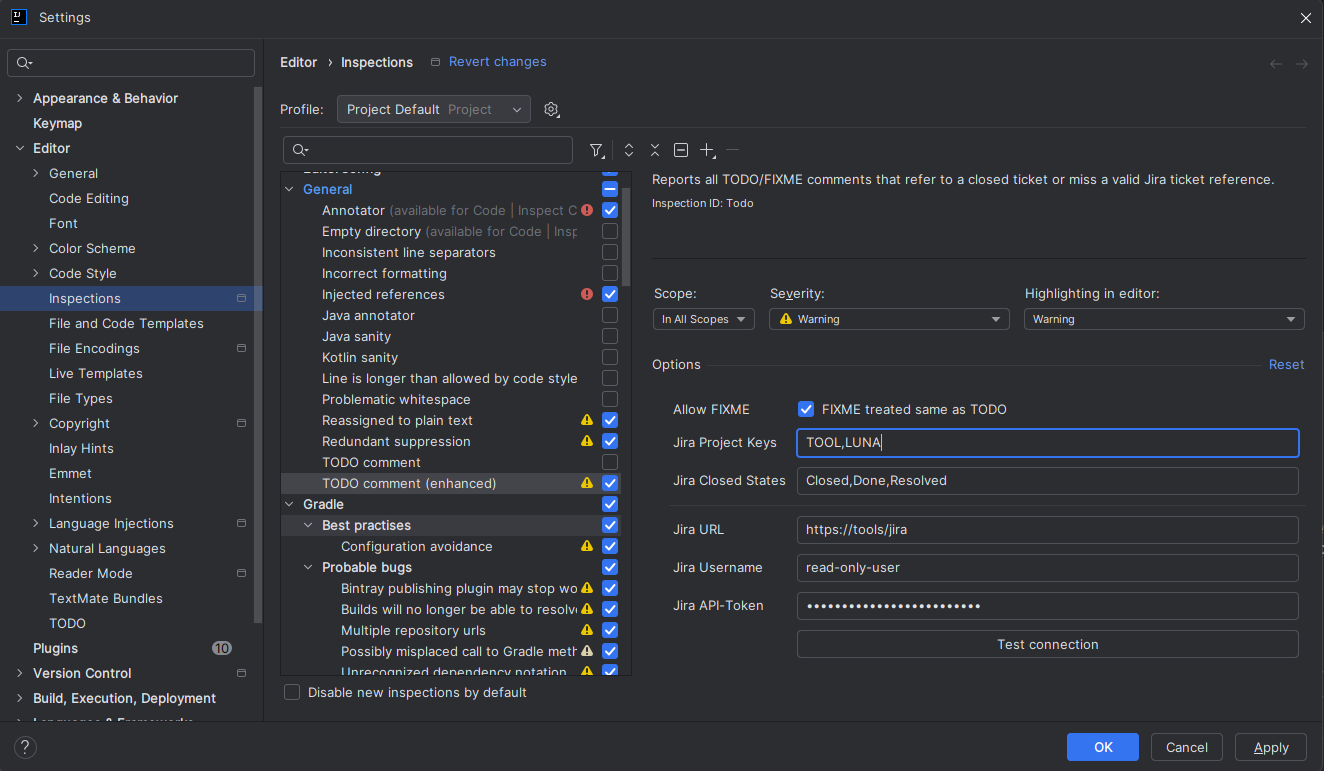 Settings
Appearance & Behavior
Keymap
Editor
General
Code Editing
Font
Color Scheme
Code Style
Inspections
File and Code Templates
File Encodings
Live Templates
File Types
Copyright
Inlay Hints
Emmet
Intentions
Language Injections
Natural Languages
Reader Mode
TextMate Bundles
TODO
Plugins 10
Version Control
Build, Execution, Deployment
Editor › Inspections Revert changes
Profile: Project Default Project
General
Annotator (available for Code | Inspect C
Empty directory (available for Code | Insp
Inconsistent line separators
Incorrect formatting
Injected references
Java annotator
Java sanity
Kotlin sanity
Line is longer than allowed by code style
Problematic whitespace
Reassigned to plain text
Redundant suppression
TODO comment
TODO comment (enhanced)
Gradle
Best practises
Configuration avoidance
Probable bugs
Bintray publishing plugin may stop wo
Builds will no longer be able to resolve
Multiple repository urls
Possibly misplaced call to Gradle meth
Unrecognized dependency notation
Disable new inspections by default
Reports all TODO/FIXME comments that refer to a closed ticket or miss a valid Jira ticket reference.
Inspection ID: Todo
Scope: Severity: Highlighting in editor:
In All Scopes Warning Warning
Options Reset
Allow FIXME FIXME treated same as TODO
Jira Project Keys TOOL,LUNA
Jira Closed States Closed,Done,Resolved
Jira URL https://tools/jira
Jira Username read-only-user
Jira API-Token •••••••••••••••••••••••••
Test connection
? OK Cancel Apply